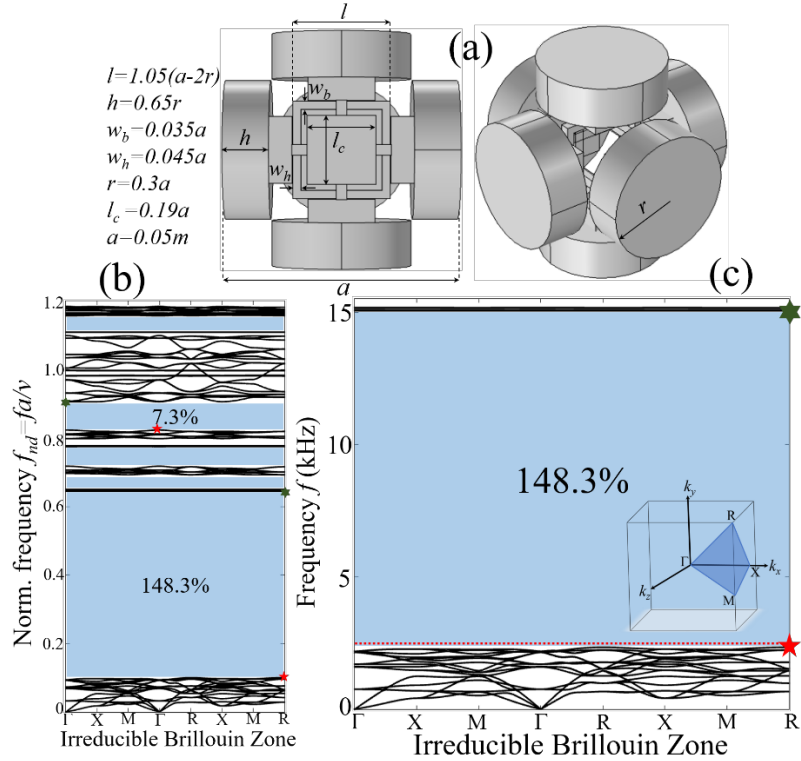 l
(a)
l=1.05(a-2r)
h=0.65r
w_b=0.035a
w_h=0.045a
r=0.3a
l_c=0.19a
a=0.05m
w_b
h
l_c
w_h
r
a
(b)
1.2
1.0
0.8
0.6
0.4
0.2
0
Norm. frequency f_nd=fa/v
7.3%
148.3%
Γ X M Γ R X M R
Irreducible Brillouin Zone
(c)
15
10
5
0
Frequency f (kHz)
148.3%
k_y
R
Γ
X
k_x
k_z
M
Γ X M Γ R X M R
Irreducible Brillouin Zone